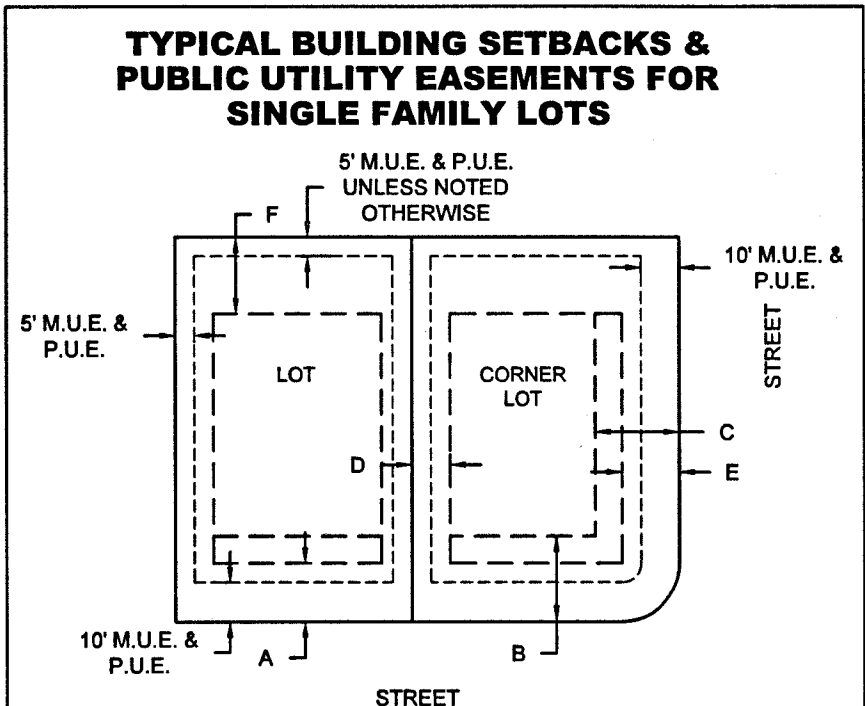 TYPICAL BUILDING SETBACKS &
PUBLIC UTILITY EASEMENTS FOR
SINGLE FAMILY LOTS
5' M.U.E. & P.U.E.
UNLESS NOTED
OTHERWISE
F
10' M.U.E. &
P.U.E.
5' M.U.E. &
P.U.E.
STREET
LOT
CORNER
LOT
C
D
E
10' M.U.E. &
P.U.E.
A
B
STREET